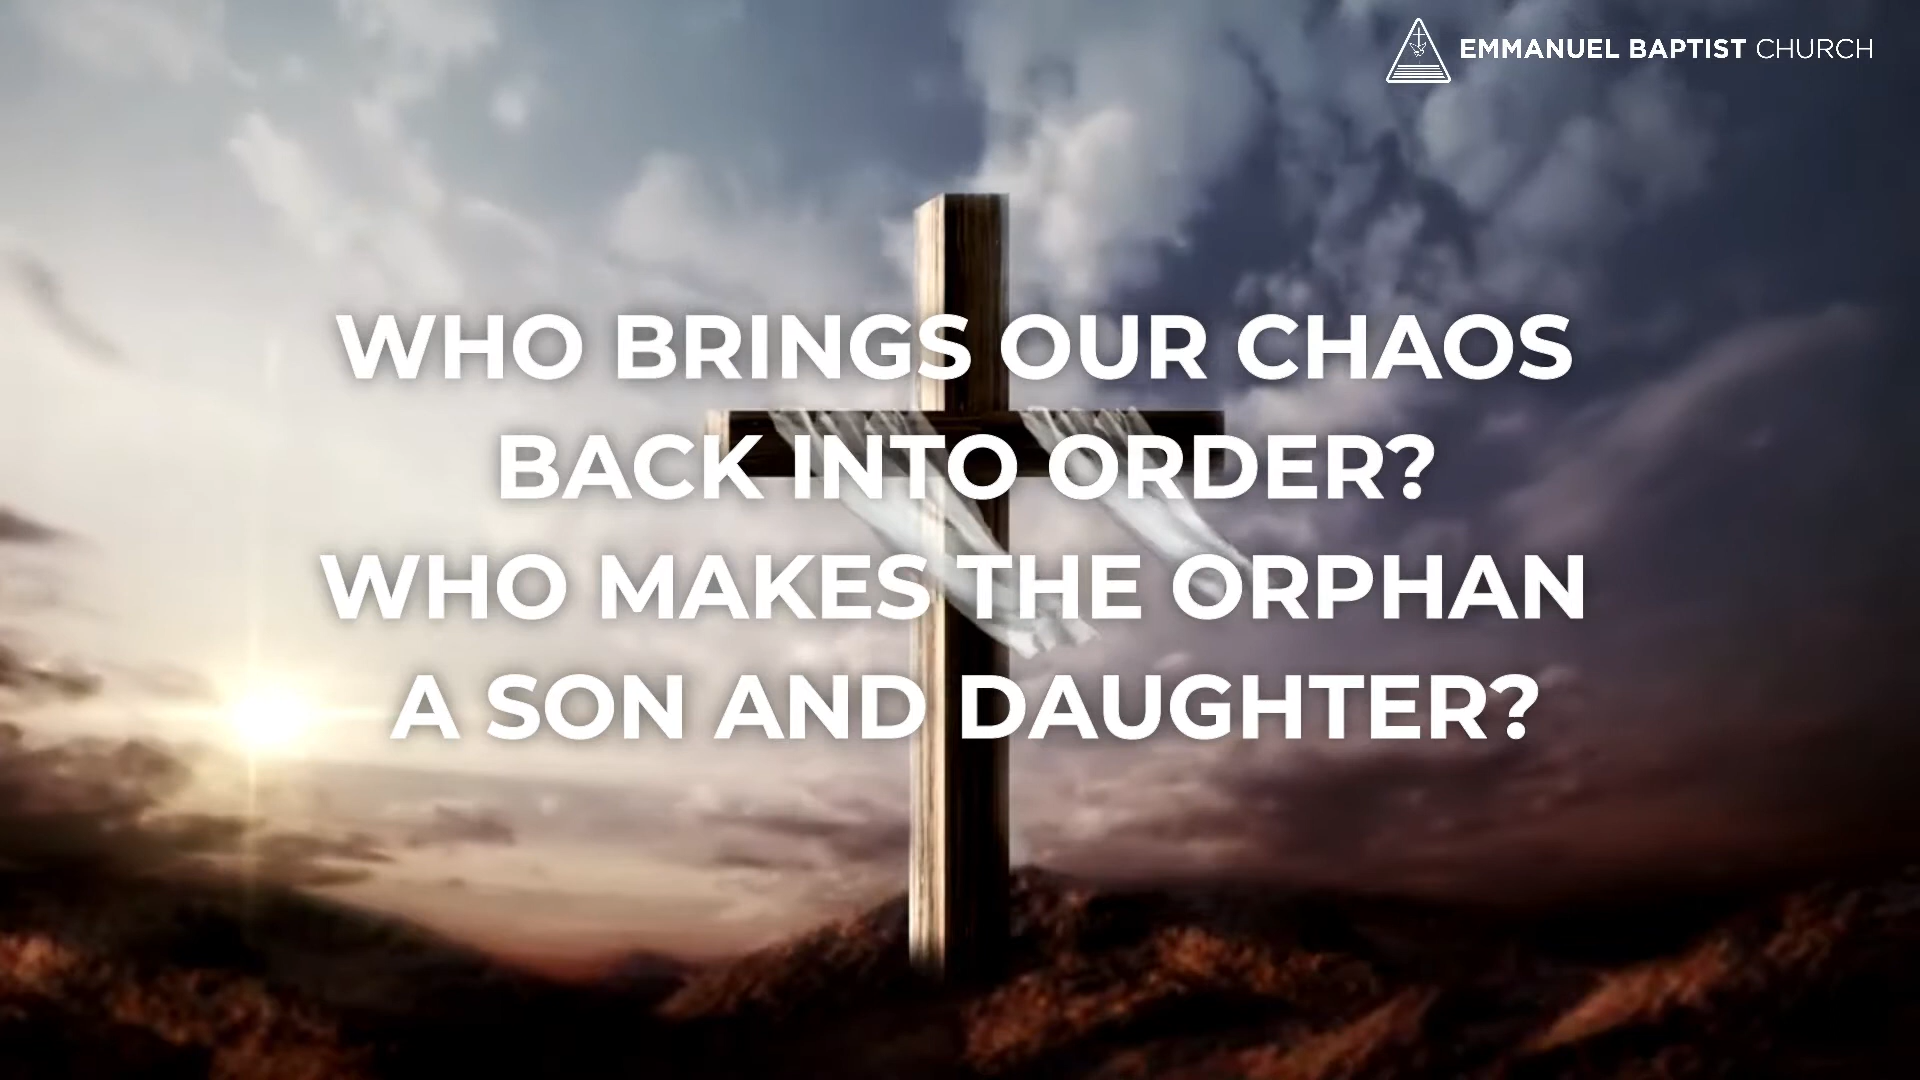 EMMANUEL BAPTIST CHURCH
WHO BRINGS OUR CHAOS
BACK INTO ORDER?
WHO MAKES THE ORPHAN
A SON AND DAUGHTER?